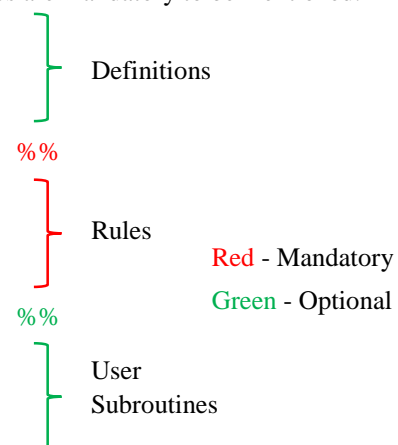 Definitions
%%
Rules
Red - Mandatory
Green - Optional
%%
User
Subroutines